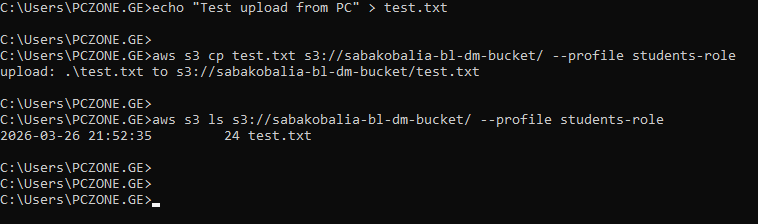 C:\Users\PCZONE.GE>echo "Test upload from PC" > test.txt
C:\Users\PCZONE.GE>
C:\Users\PCZONE.GE>aws s3 cp test.txt s3://sabakobalia-bl-dm-bucket/ --profile students-role
upload: .\test.txt to s3://sabakobalia-bl-dm-bucket/test.txt
C:\Users\PCZONE.GE>
C:\Users\PCZONE.GE>aws s3 ls s3://sabakobalia-bl-dm-bucket/ --profile students-role
2026-03-26 21:52:35         24 test.txt
C:\Users\PCZONE.GE>
C:\Users\PCZONE.GE>
C:\Users\PCZONE.GE>